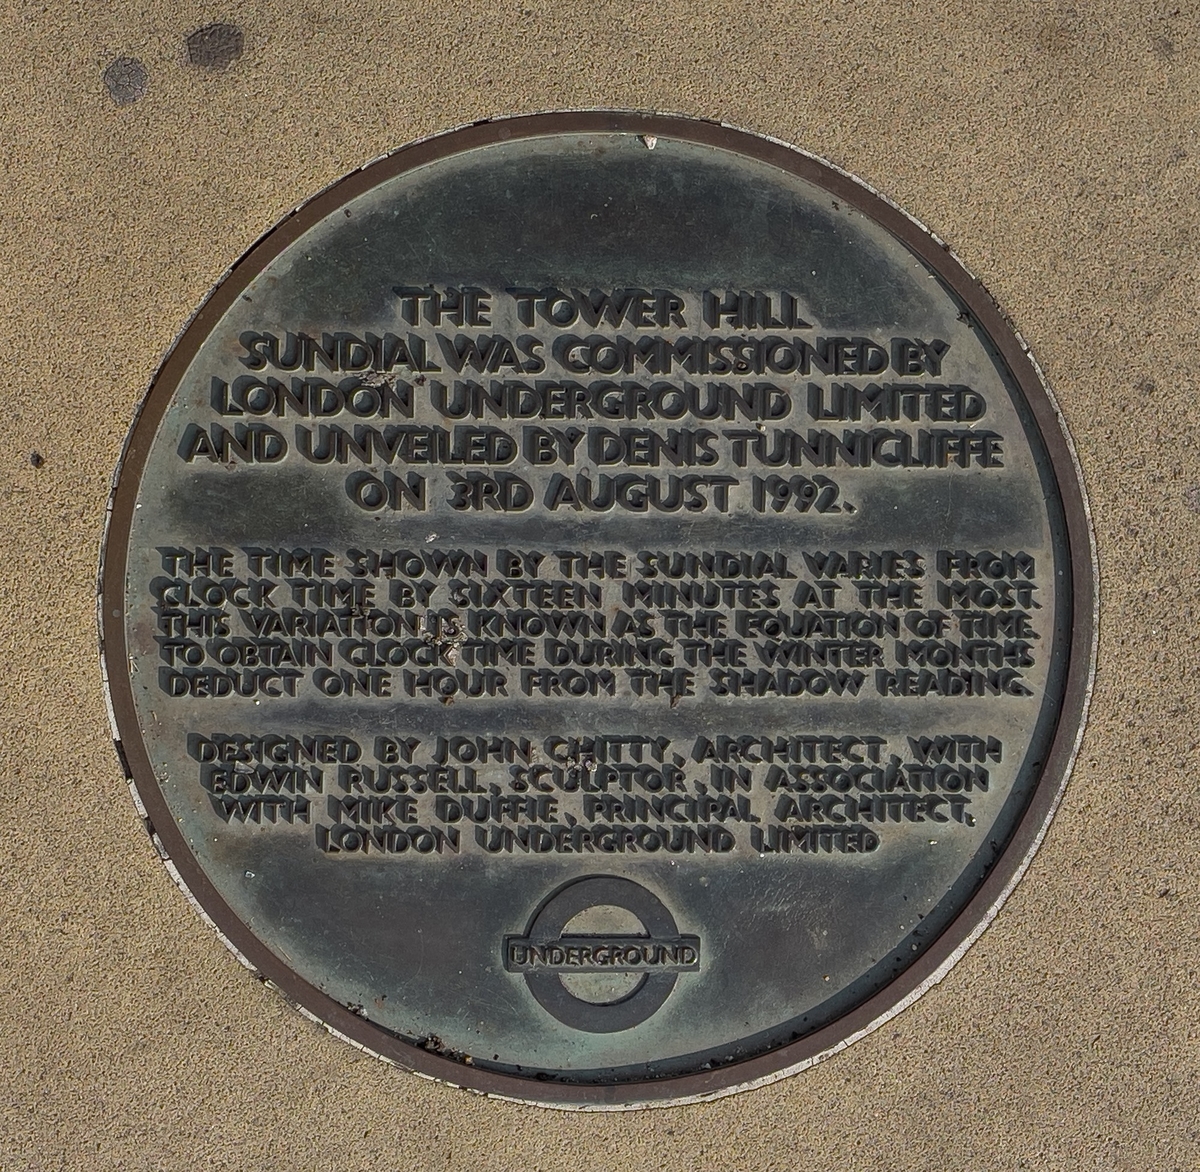 THE TOWER HILL
SUNDIAL WAS COMMISSIONED BY
LONDON UNDERGROUND LIMITED
AND UNVEILED BY DENIS TUNNICLIFFE
ON 3RD AUGUST 1992.
THE TIME SHOWN BY THE SUNDIAL VARIES FROM
CLOCK TIME BY SIXTEEN MINUTES AT THE MOST.
THIS VARIATION IS KNOWN AS THE EQUATION OF TIME.
TO OBTAIN CLOCK TIME DURING THE WINTER MONTHS
DEDUCT ONE HOUR FROM THE SHADOW READING.
DESIGNED BY JOHN CHITTY, ARCHITECT, WITH
EDWIN RUSSELL, SCULPTOR, IN ASSOCIATION
WITH MIKE DUFFIE, PRINCIPAL ARCHITECT,
LONDON UNDERGROUND LIMITED
UNDERGROUND